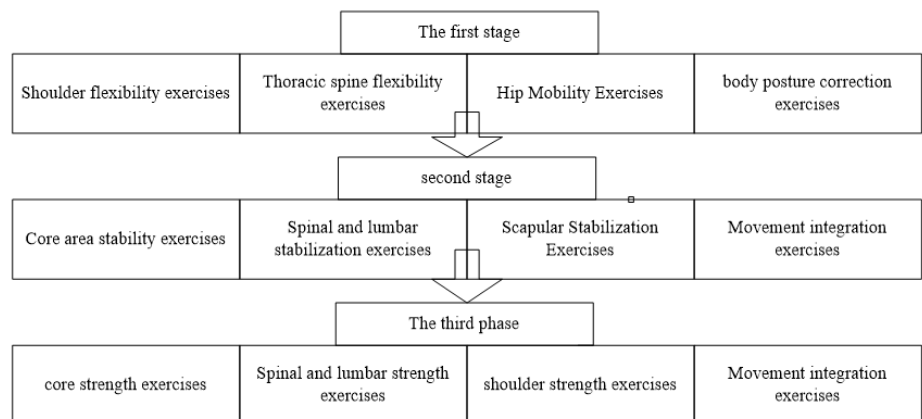 The first stage
Shoulder flexibility exercises
Thoracic spine flexibility
exercises
Hip Mobility Exercises
body posture correction
exercises
second stage
Core area stability exercises
Spinal and lumbar
stabilization exercises
Scapular Stabilization
Exercises
Movement integration
exercises
The third phase
core strength exercises
Spinal and lumbar strength
exercises
shoulder strength exercises
Movement integration
exercises